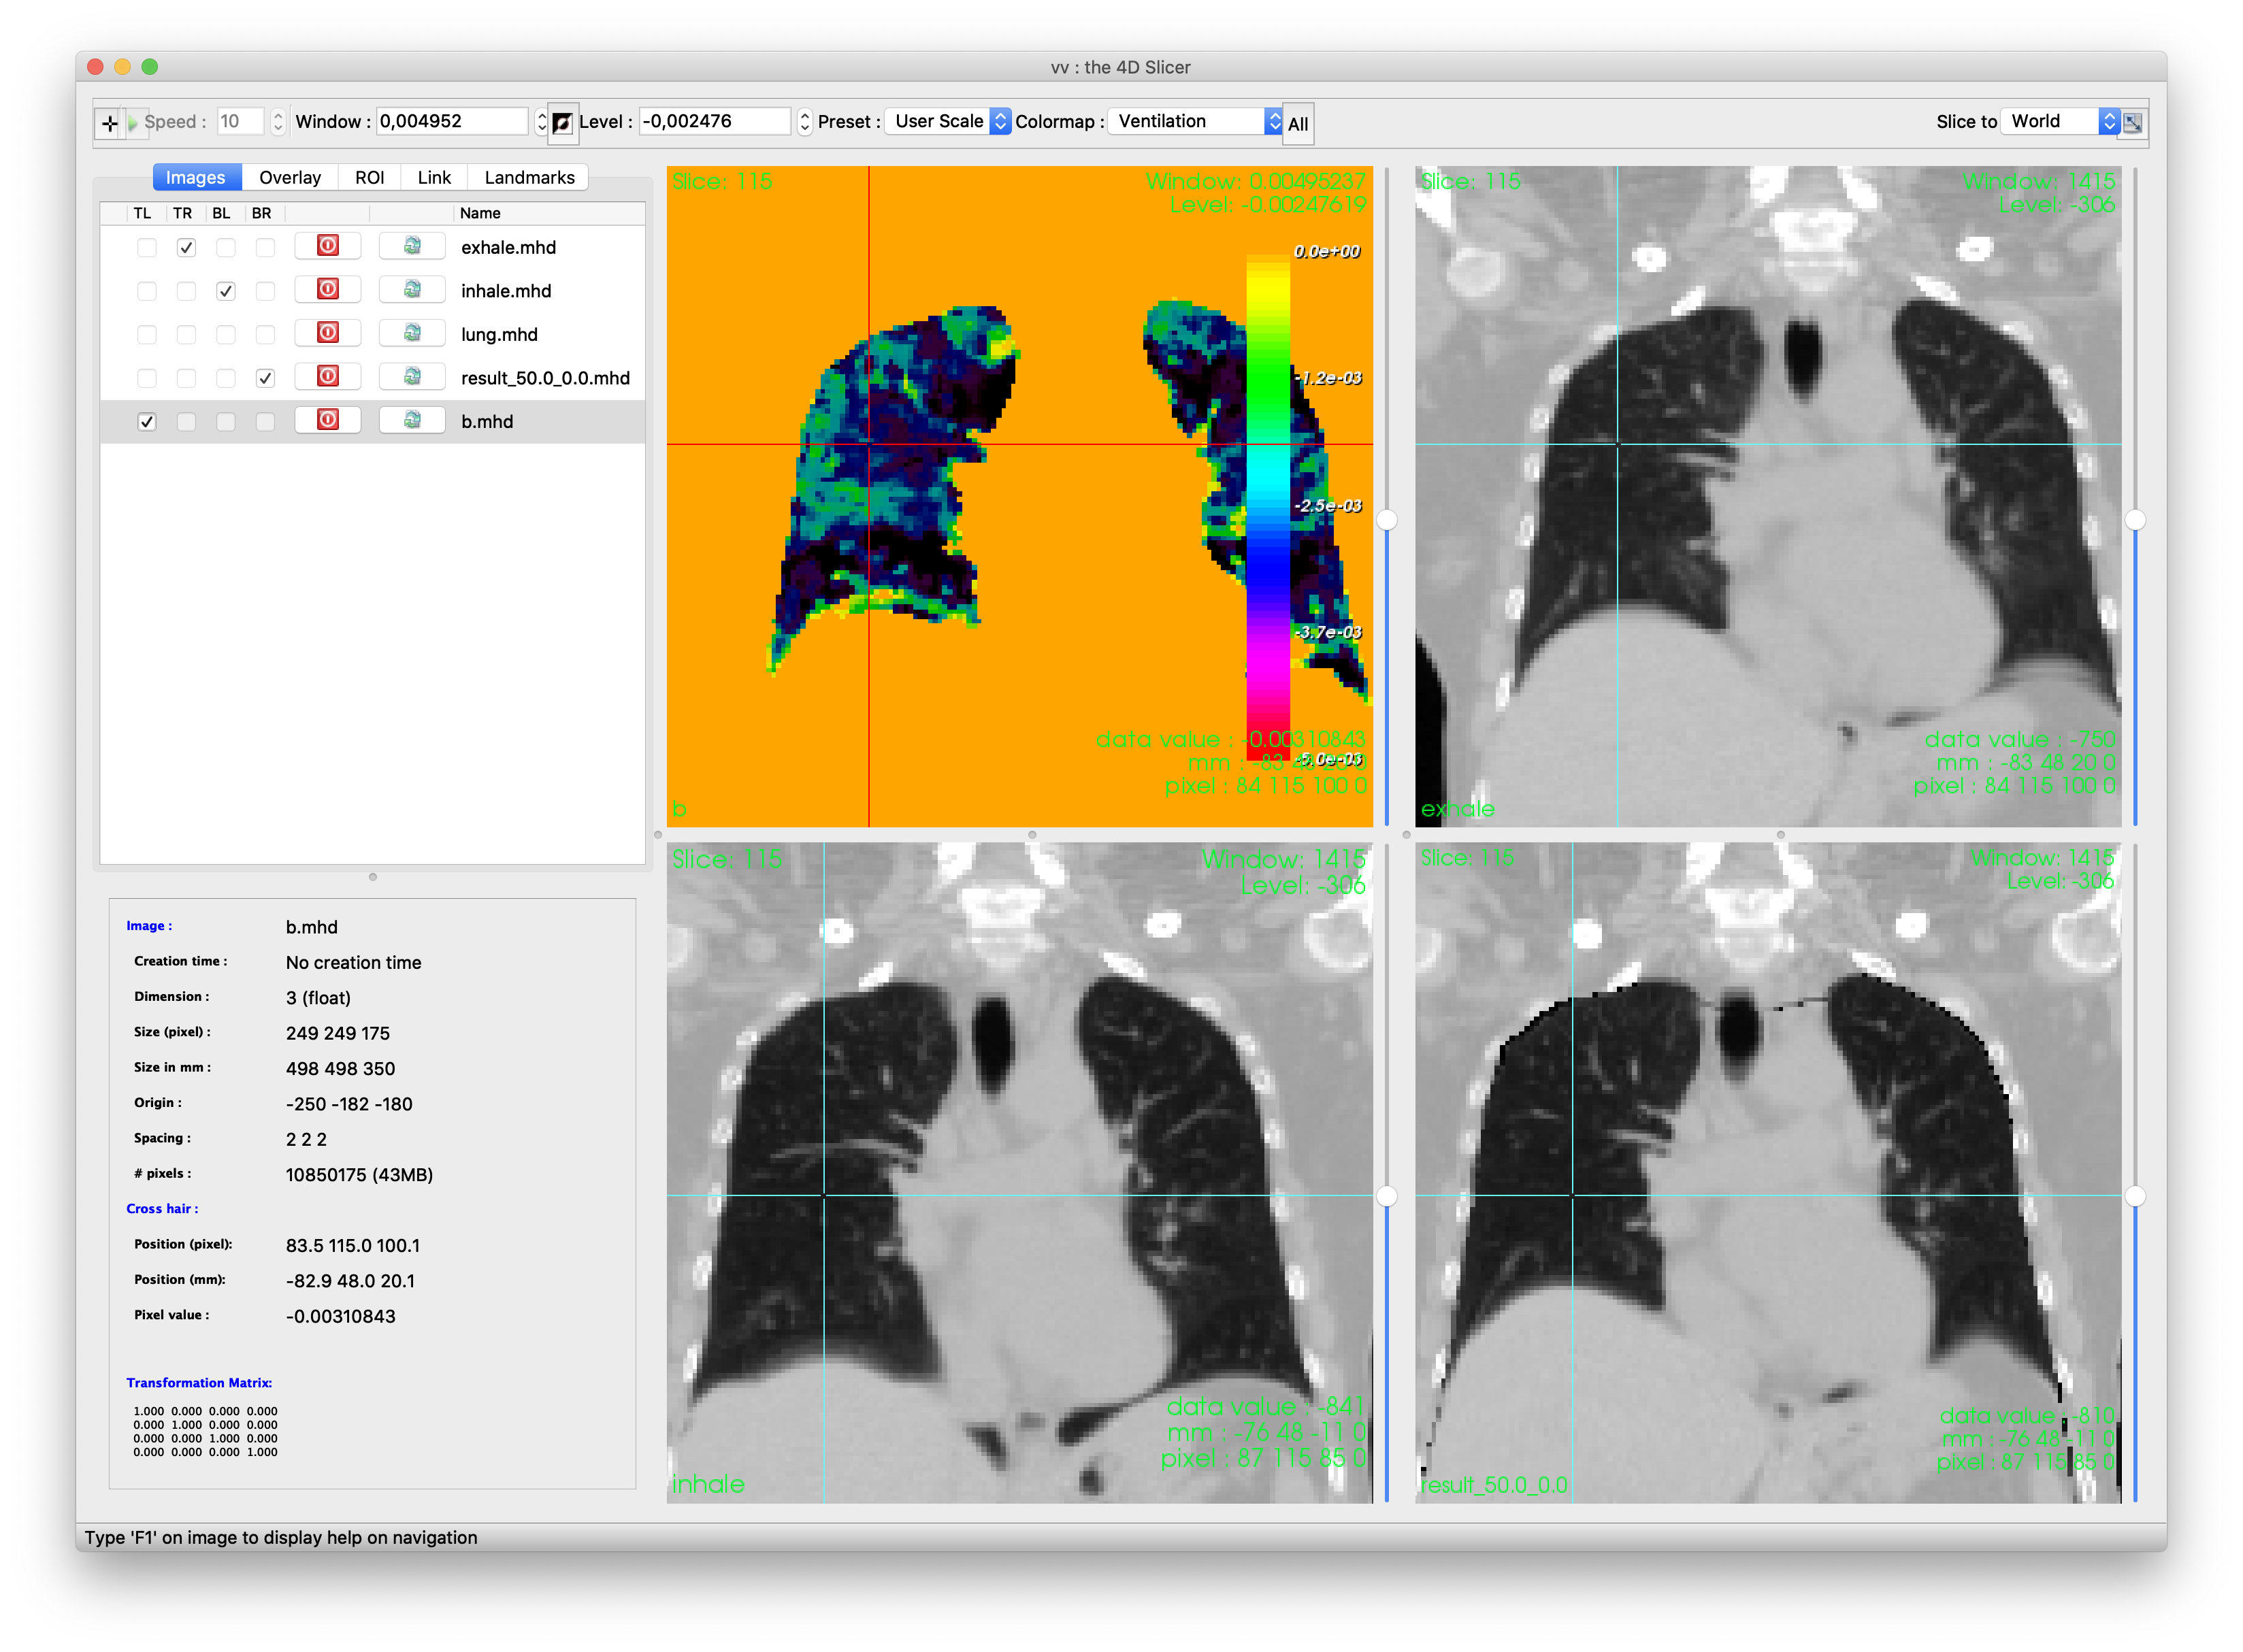 vv : the 4D Slicer
Speed : 10 Window : 0,004952 Level : -0,002476 Preset : User Scale Colormap : Ventilation All Slice to World
Images Overlay ROI Link Landmarks
TL TR BL BR Name
exhale.mhd
inhale.mhd
lung.mhd
result_50.0_0.0.mhd
b.mhd
Image : b.mhd
Creation time : No creation time
Dimension : 3 (float)
Size (pixel) : 249 249 175
Size in mm : 498 498 350
Origin : -250 -182 -180
Spacing : 2 2 2
# pixels : 10850175 (43MB)
Cross hair :
Position (pixel): 83.5 115.0 100.1
Position (mm): -82.9 48.0 20.1
Pixel value : -0.00310843
Transformation Matrix:
1.000 0.000 0.000 0.000
0.000 1.000 0.000 0.000
0.000 0.000 1.000 0.000
0.000 0.000 0.000 1.000
Slice: 115 Window: 0.00495237
Level: -0.00247619
0.0e+00
-1.2e-03
-2.5e-03
-3.7e-03
-5.0e-03
data value : -0.00310843
mm : -83 48 20 0
pixel : 84 115 100 0
b
Slice: 115 Window: 1415
Level: -306
data value : -750
mm : -83 48 20 0
pixel : 84 115 100 0
exhale
Slice: 115 Window: 1415
Level: -306
data value : -841
mm : -76 48 -11 0
pixel : 87 115 85 0
inhale
Slice: 115 Window: 1415
Level: -306
data value : -810
mm : -76 48 -11 0
pixel : 87 115 85 0
result_50.0_0.0
Type 'F1' on image to display help on navigation